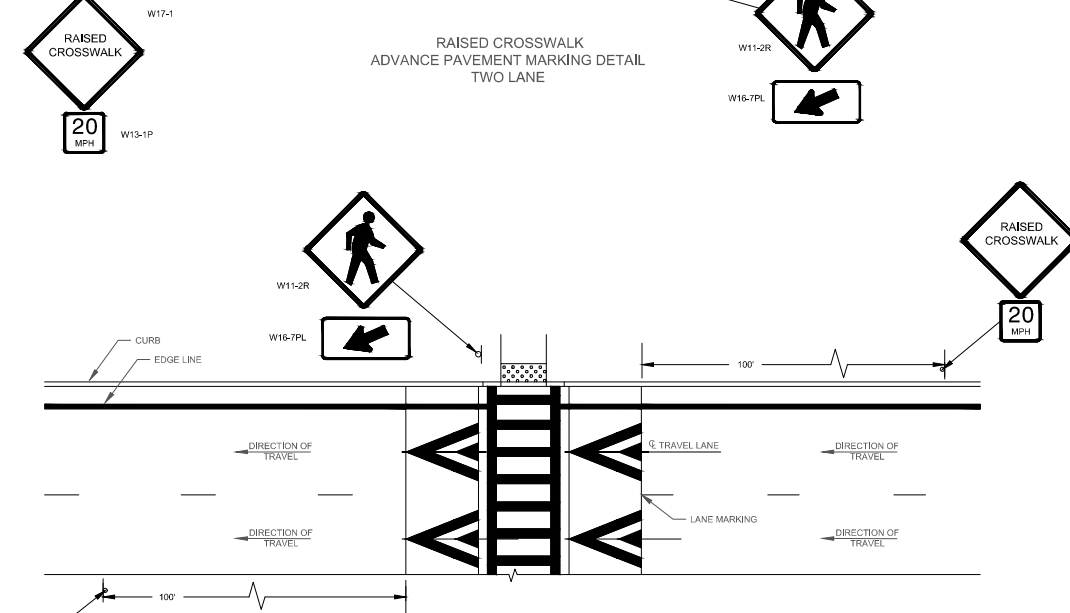 W17-1
RAISED
CROSSWALK
20
MPH
W13-1P
RAISED CROSSWALK
ADVANCE PAVEMENT MARKING DETAIL
TWO LANE
W11-2R
W16-7PL
W11-2R
W16-7PL
RAISED
CROSSWALK
20
MPH
CURB
EDGE LINE
100'
DIRECTION OF
TRAVEL
℄ TRAVEL LANE
DIRECTION OF
TRAVEL
LANE MARKING
DIRECTION OF
TRAVEL
DIRECTION OF
TRAVEL
100'